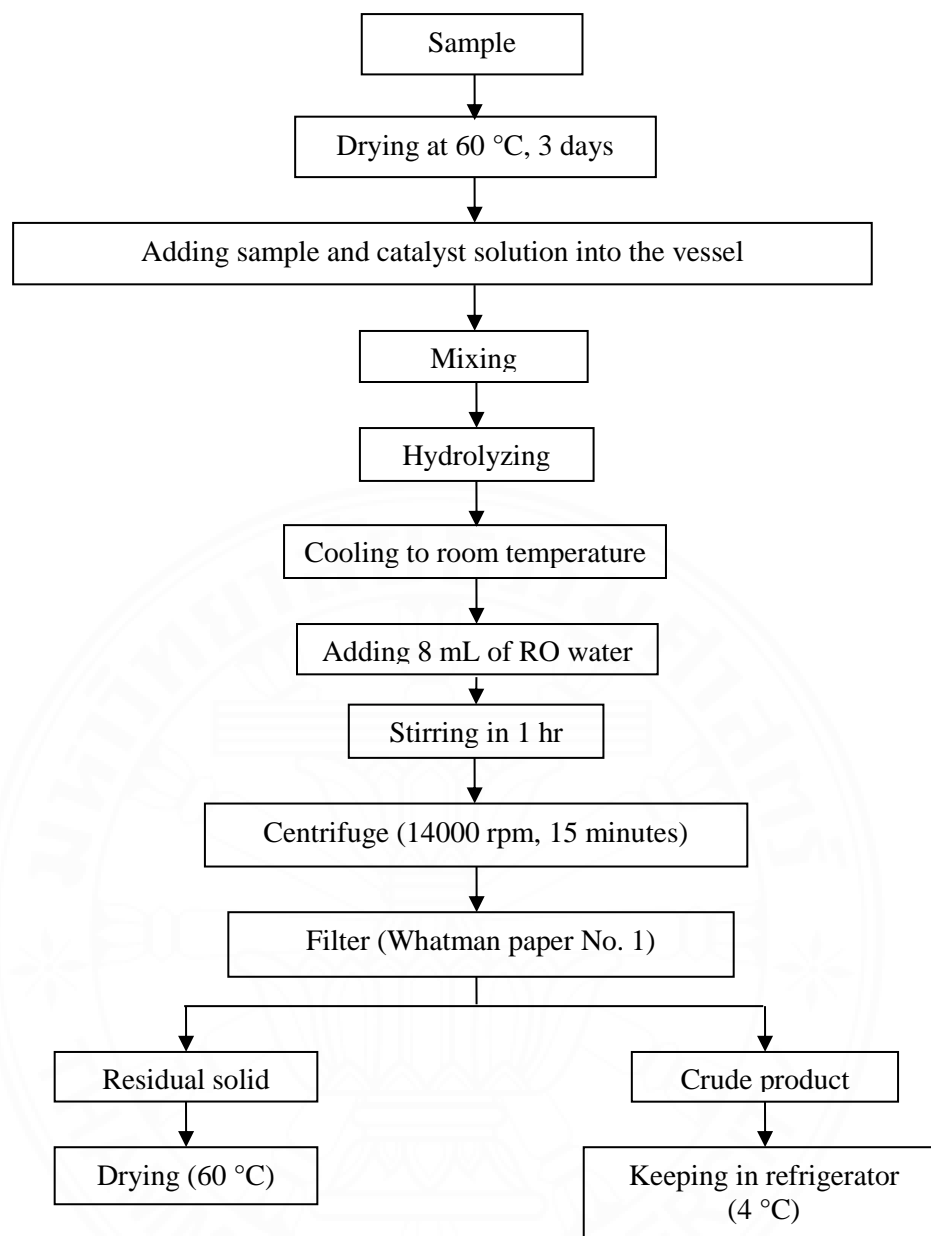 Sample
Drying at 60 °C, 3 days
Adding sample and catalyst solution into the vessel
Mixing
Hydrolyzing
Cooling to room temperature
Adding 8 mL of RO water
Stirring in 1 hr
Centrifuge (14000 rpm, 15 minutes)
Filter (Whatman paper No. 1)
Residual solid
Crude product
Drying (60 °C)
Keeping in refrigerator
(4 °C)